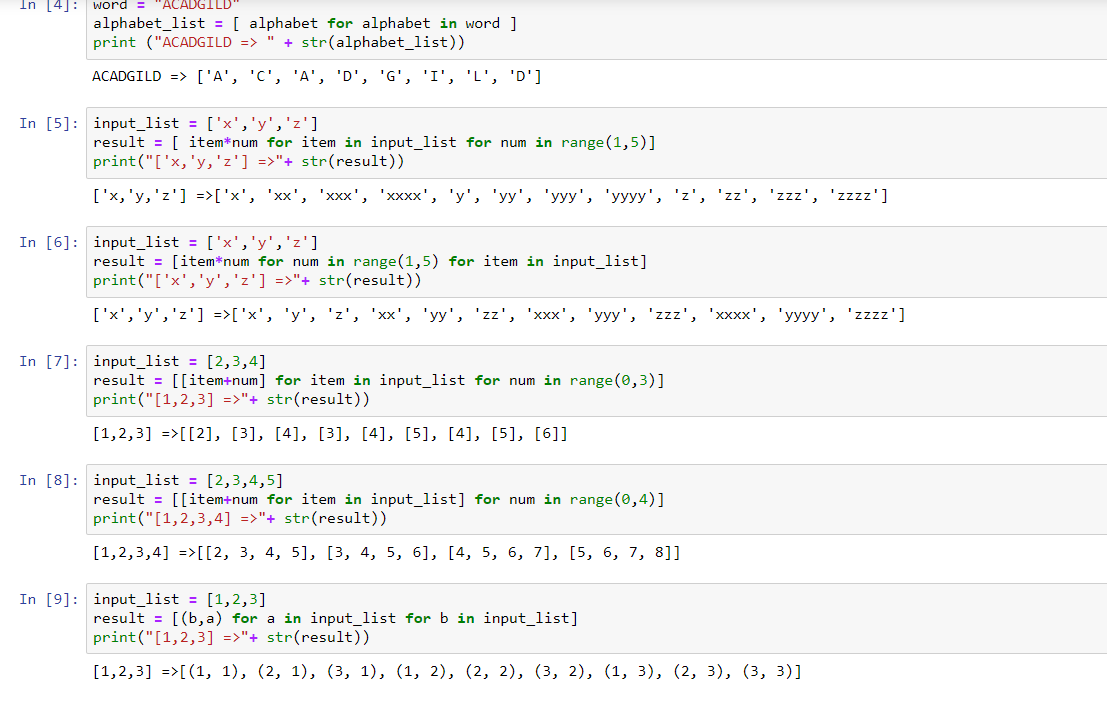 In [4]: word = "ACADGILD"
alphabet_list = [ alphabet for alphabet in word ]
print ("ACADGILD => " + str(alphabet_list))
ACADGILD => ['A', 'C', 'A', 'D', 'G', 'I', 'L', 'D']
In [5]: input_list = ['x','y','z']
result = [ item*num for item in input_list for num in range(1,5)]
print("['x,'y,'z'] =>"+ str(result))
['x,'y,'z'] =>['x', 'xx', 'xxx', 'xxxx', 'y', 'yy', 'yyy', 'yyyy', 'z', 'zz', 'zzz', 'zzzz']
In [6]: input_list = ['x','y','z']
result = [item*num for num in range(1,5) for item in input_list]
print("['x','y','z'] =>"+ str(result))
['x','y','z'] =>['x', 'y', 'z', 'xx', 'yy', 'zz', 'xxx', 'yyy', 'zzz', 'xxxx', 'yyyy', 'zzzz']
In [7]: input_list = [2,3,4]
result = [[item+num] for item in input_list for num in range(0,3)]
print("[1,2,3] =>"+ str(result))
[1,2,3] =>[[2], [3], [4], [3], [4], [5], [4], [5], [6]]
In [8]: input_list = [2,3,4,5]
result = [[item+num for item in input_list] for num in range(0,4)]
print("[1,2,3,4] =>"+ str(result))
[1,2,3,4] =>[[2, 3, 4, 5], [3, 4, 5, 6], [4, 5, 6, 7], [5, 6, 7, 8]]
In [9]: input_list = [1,2,3]
result = [(b,a) for a in input_list for b in input_list]
print("[1,2,3] =>"+ str(result))
[1,2,3] =>[(1, 1), (2, 1), (3, 1), (1, 2), (2, 2), (3, 2), (1, 3), (2, 3), (3, 3)]